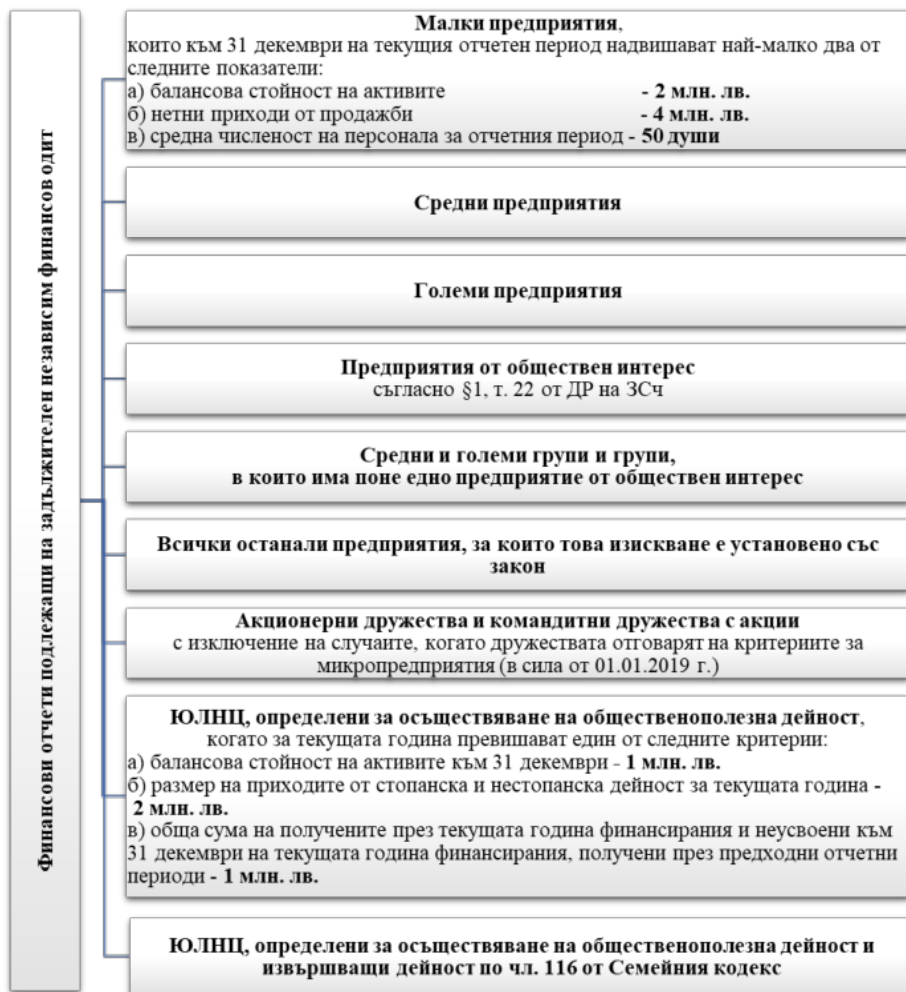 Финансови отчети подлежащи на задължителен независим финансов одит
Малки предприятия,
които към 31 декември на текущия отчетен период надвишават най-малко два от
следните показатели:
а) балансова стойност на активите - 2 млн. лв.
б) нетни приходи от продажби - 4 млн. лв.
в) средна численост на персонала за отчетния период - 50 души
Средни предприятия
Големи предприятия
Предприятия от обществен интерес
съгласно §1, т. 22 от ДР на ЗСч
Средни и големи групи и групи,
в които има поне едно предприятие от обществен интерес
Всички останали предприятия, за които това изискване е установено със
закон
Акционерни дружества и командитни дружества с акции
с изключение на случаите, когато дружествата отговарят на критериите за
микропредприятия (в сила от 01.01.2019 г.)
ЮЛНЦ, определени за осъществяване на общественополезна дейност,
когато за текущата година превишават един от следните критерии:
а) балансова стойност на активите към 31 декември - 1 млн. лв.
б) размер на приходите от стопанска и нестопанска дейност за текущата година -
2 млн. лв.
в) обща сума на получените през текущата година финансирания и неусвоени към
31 декември на текущата година финансирания, получени през предходни отчетни
периоди - 1 млн. лв.
ЮЛНЦ, определени за осъществяване на общественополезна дейност и
извършващи дейност по чл. 116 от Семейния кодекс